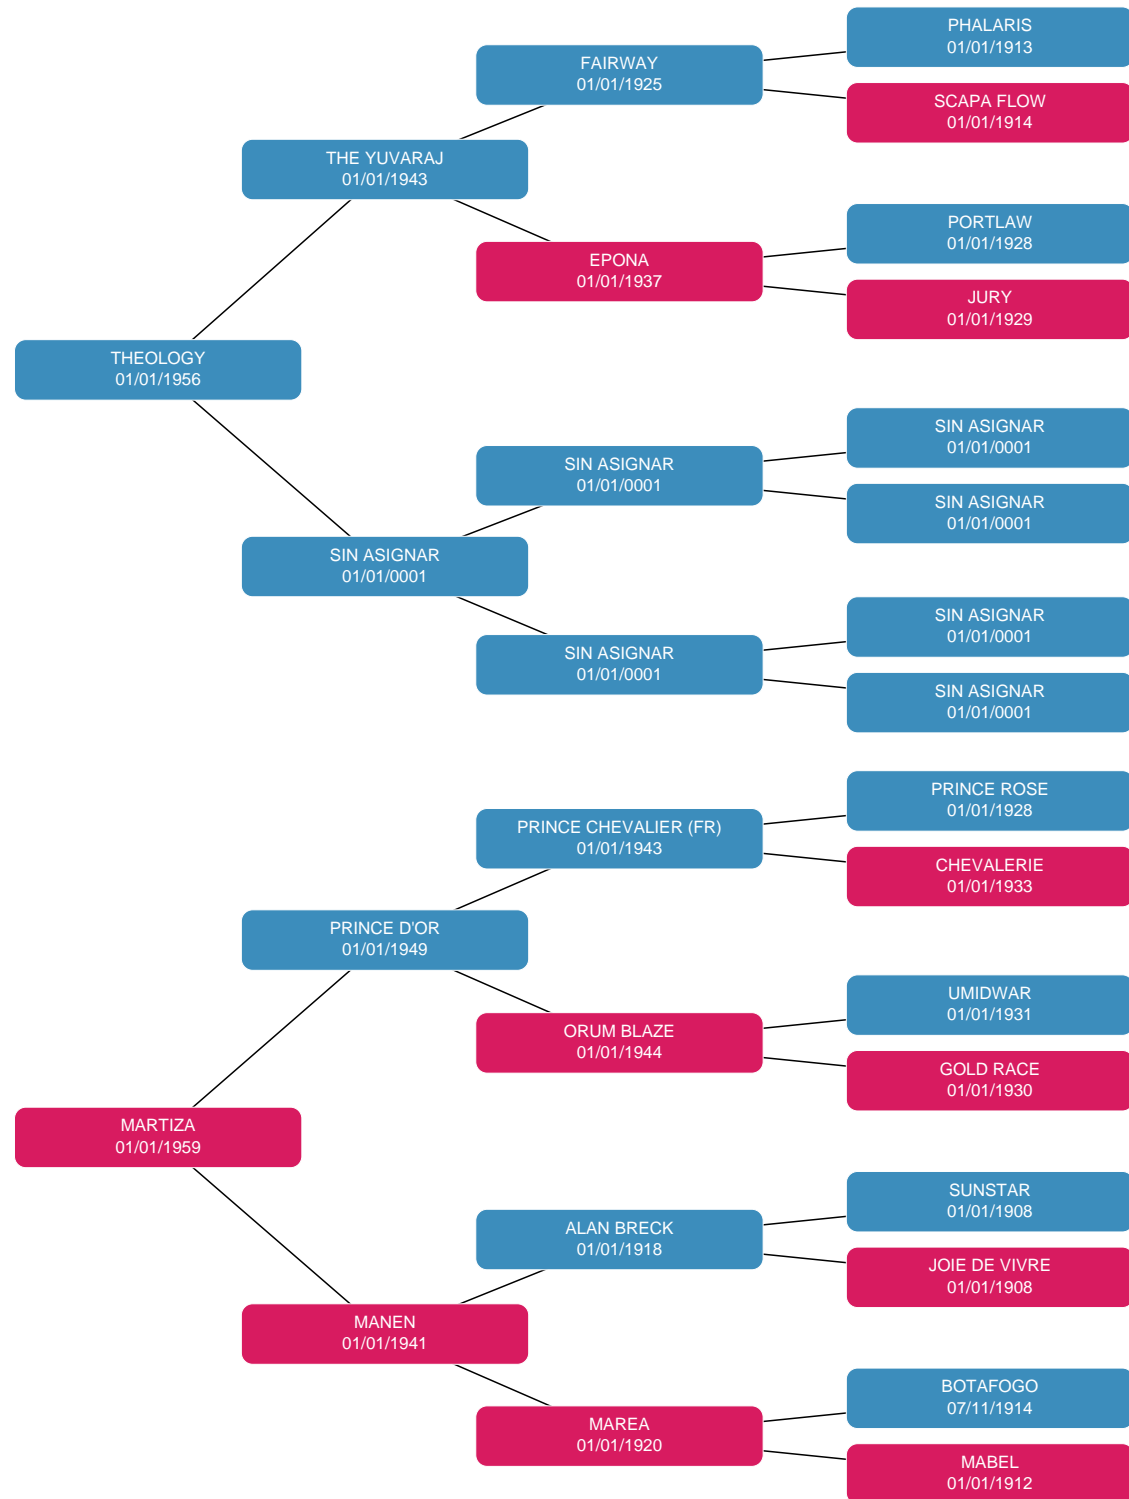 PHALARIS
01/01/1913
FAIRWAY
01/01/1925
SCAPA FLOW
01/01/1914
THE YUVARAJ
01/01/1943
PORTLAW
01/01/1928
EPONA
01/01/1937
JURY
01/01/1929
THEOLOGY
01/01/1956
SIN ASIGNAR
01/01/0001
SIN ASIGNAR
01/01/0001
SIN ASIGNAR
01/01/0001
SIN ASIGNAR
01/01/0001
SIN ASIGNAR
01/01/0001
SIN ASIGNAR
01/01/0001
SIN ASIGNAR
01/01/0001
PRINCE ROSE
01/01/1928
PRINCE CHEVALIER (FR)
01/01/1943
CHEVALERIE
01/01/1933
PRINCE D'OR
01/01/1949
UMIDWAR
01/01/1931
ORUM BLAZE
01/01/1944
GOLD RACE
01/01/1930
MARTIZA
01/01/1959
SUNSTAR
01/01/1908
ALAN BRECK
01/01/1918
JOIE DE VIVRE
01/01/1908
MANEN
01/01/1941
BOTAFOGO
07/11/1914
MAREA
01/01/1920
MABEL
01/01/1912